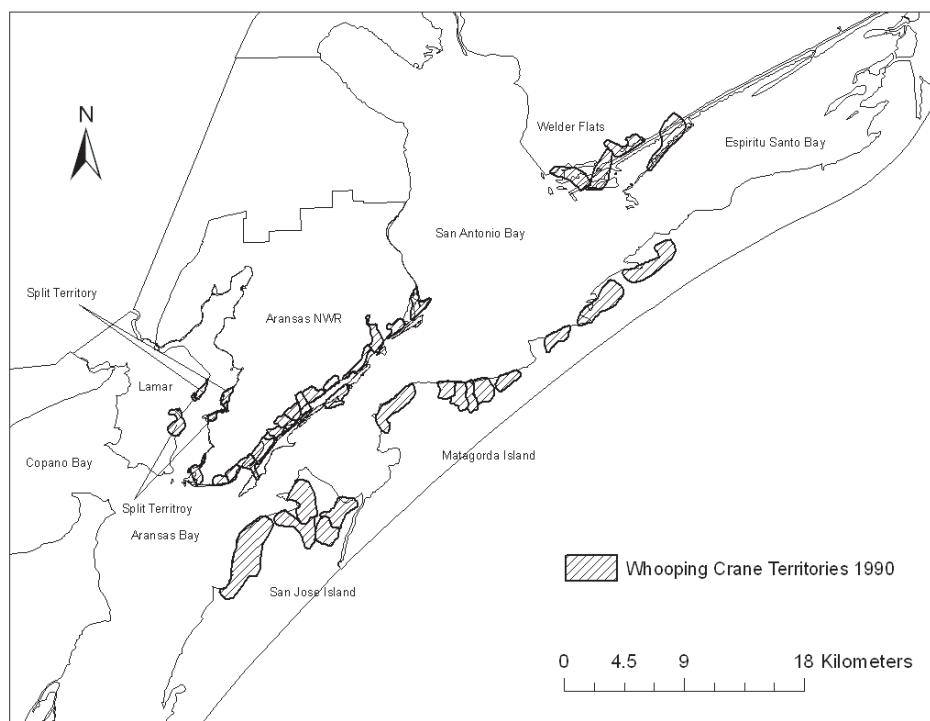 N
Welder Flats
Espiritu Santo Bay
San Antonio Bay
Split Territory
Aransas NWR
Lamar
Matagorda Island
Copano Bay
Split Territroy
Aransas Bay
Whooping Crane Territories 1990
San Jose Island
0 4.5 9 18 Kilometers